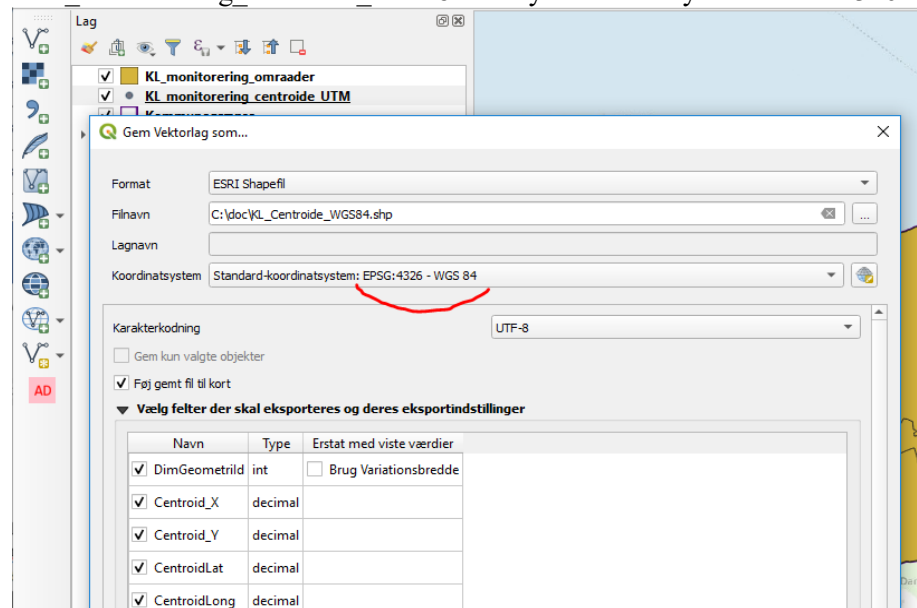 Lag
KL_monitorering_omraader
KL_monitorering_centroide_UTM
Gem Vektorlag som...
Format ESRI Shapefil
Filnavn C:\doc\KL_Centroide_WGS84.shp ...
Lagnavn
Koordinatsystem Standard-koordinatsystem: EPSG:4326 - WGS 84
Karakterkodning UTF-8
Gem kun valgte objekter
Føj gemt fil til kort
Vælg felter der skal eksporteres og deres eksportindstillinger
Navn Type Erstat med viste værdier
DimGeometriId int Brug Variationsbredde
Centroid_X decimal
Centroid_Y decimal
CentroidLat decimal
CentroidLong decimal
AD